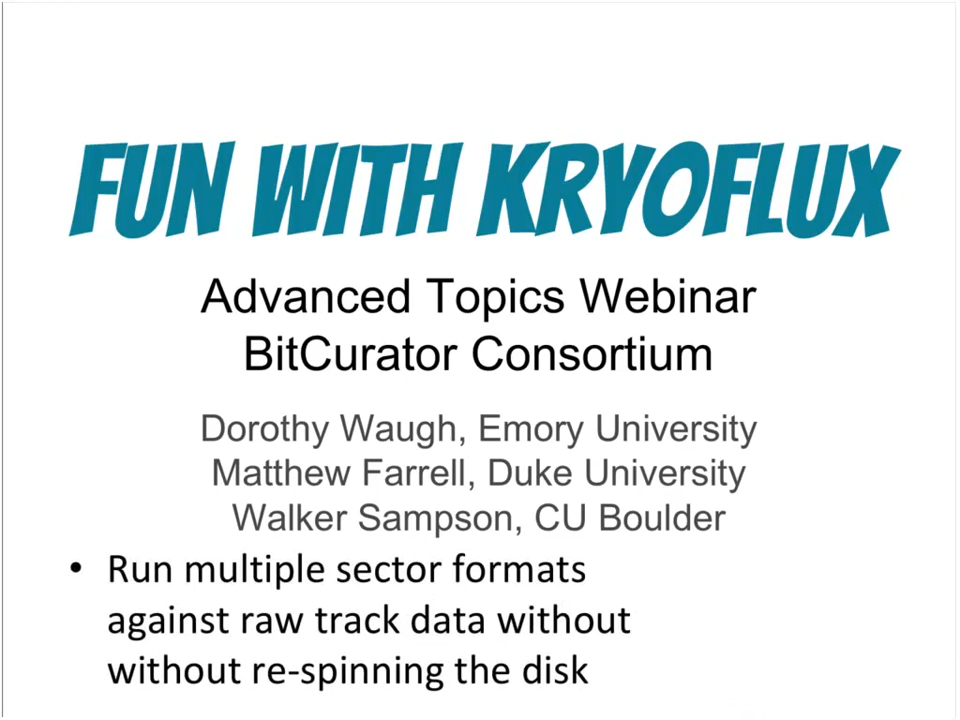 FUN WITH KRYOFLUX
Advanced Topics Webinar
BitCurator Consortium
Dorothy Waugh, Emory University
Matthew Farrell, Duke University
Walker Sampson, CU Boulder
• Run multiple sector formats
against raw track data without
without re-spinning the disk